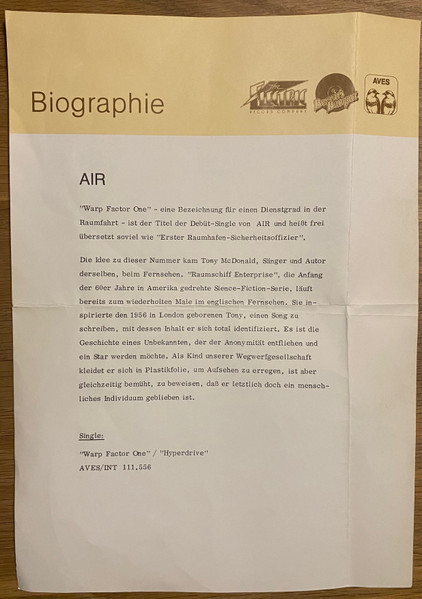 Biographie
The Electric
RECORD COMPANY
AVES
AIR
"Warp Factor One" - eine Bezeichnung für einen Dienstgrad in der
Raumfahrt - ist der Titel der Debüt-Single von AIR und heißt frei
übersetzt soviel wie "Erster Raumhafen-Sicherheitsoffizier".
Die Idee zu dieser Nummer kam Tony McDonald, Singer und Autor
derselben, beim Fernsehen. "Raumschiff Enterprise", die Anfang
der 60er Jahre in Amerika gedrehte Sience-Fiction-Serie, läuft
bereits zum wiederholten Male im englischen Fernsehen. Sie in-
spirierte den 1956 in London geborenen Tony, einen Song zu
schreiben, mit dessen Inhalt er sich total identifiziert. Es ist die
Geschichte eines Unbekannten, der der Anonymität entfliehen und
ein Star werden möchte. Als Kind unserer Wegwerfgesellschaft
kleidet er sich in Plastikfolie, um Aufsehen zu erregen, ist aber
gleichzeitig bemüht, zu beweisen, daß er letztlich doch ein mensch-
liches Individuum geblieben ist.
Single:
"Warp Factor One" / "Hyperdrive"
AVES/INT 111.556